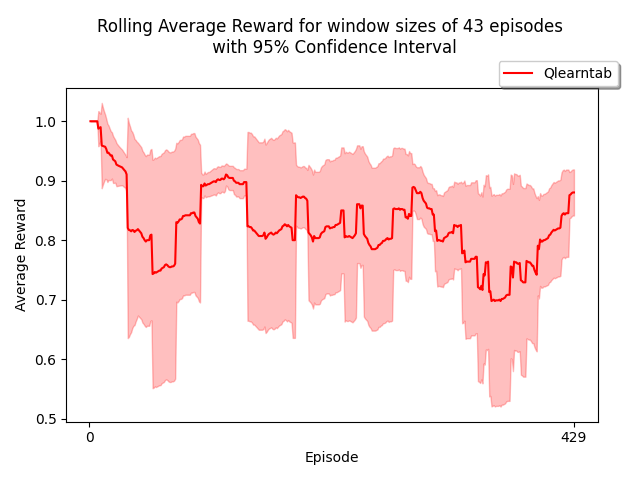 Rolling Average Reward for window sizes of 43 episodes
with 95% Confidence Interval
Qlearntab
1.0
0.9
0.8
0.7
0.6
0.5
Average Reward
0
429
Episode